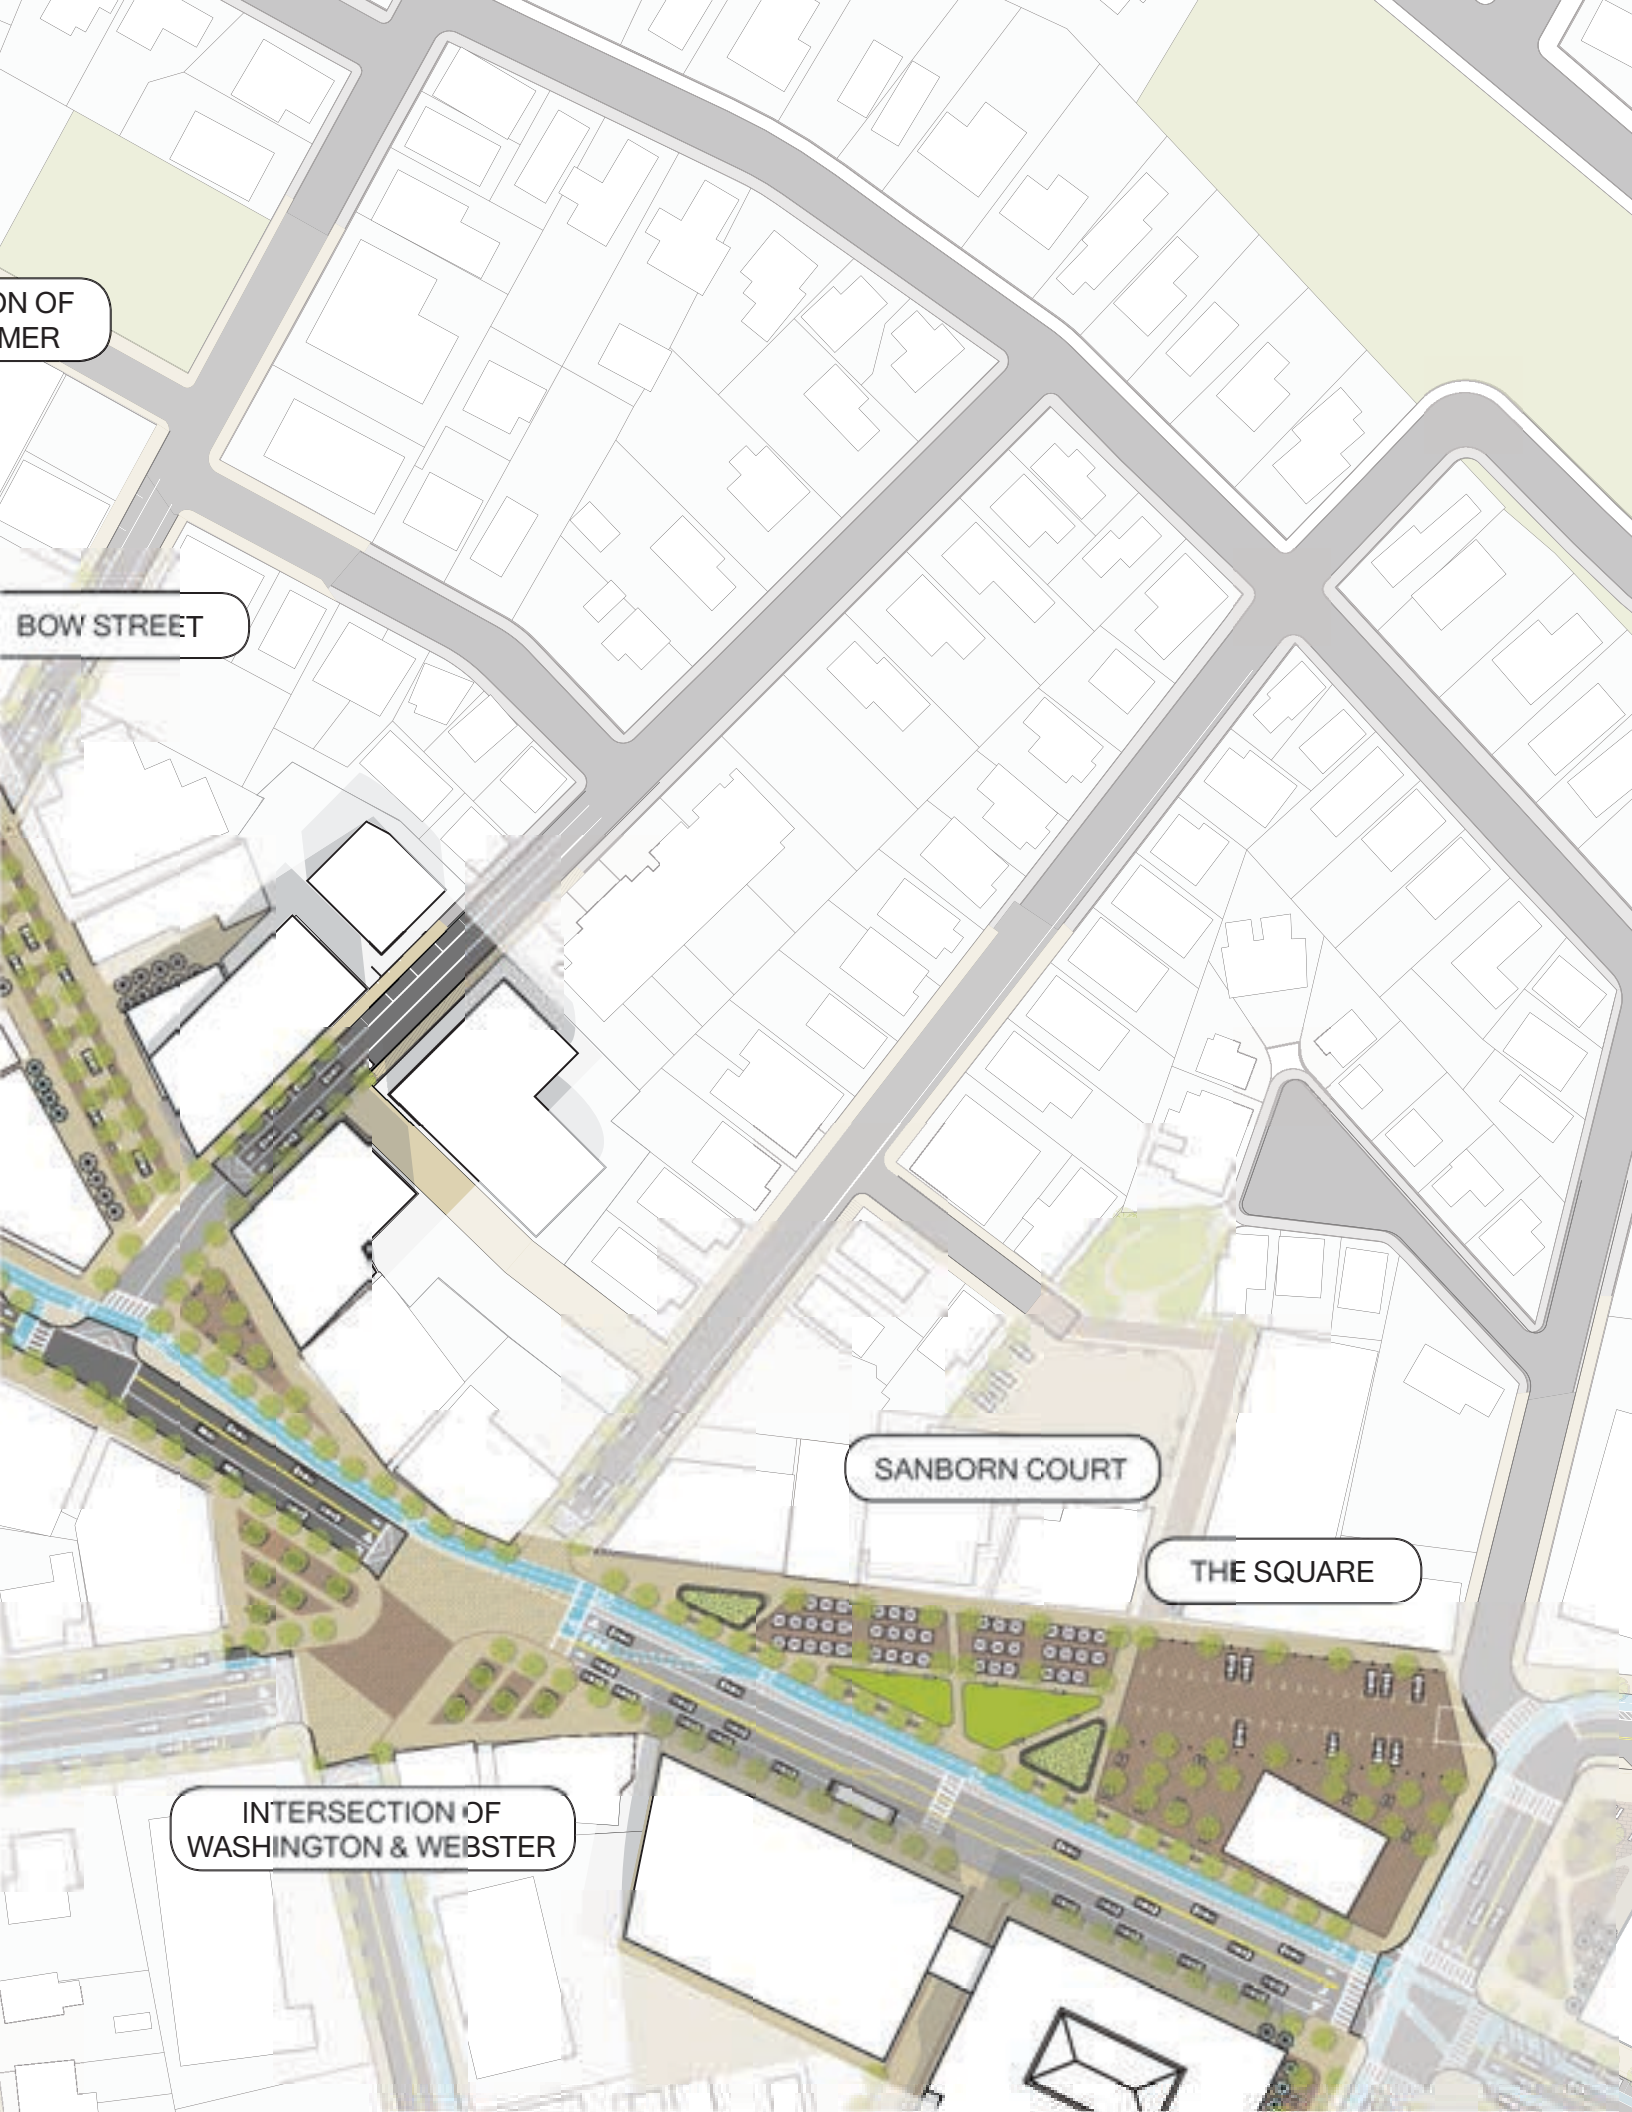 ON OF
MER
BOW STREET
SANBORN COURT
THE SQUARE
INTERSECTION OF
WASHINGTON & WEBSTER